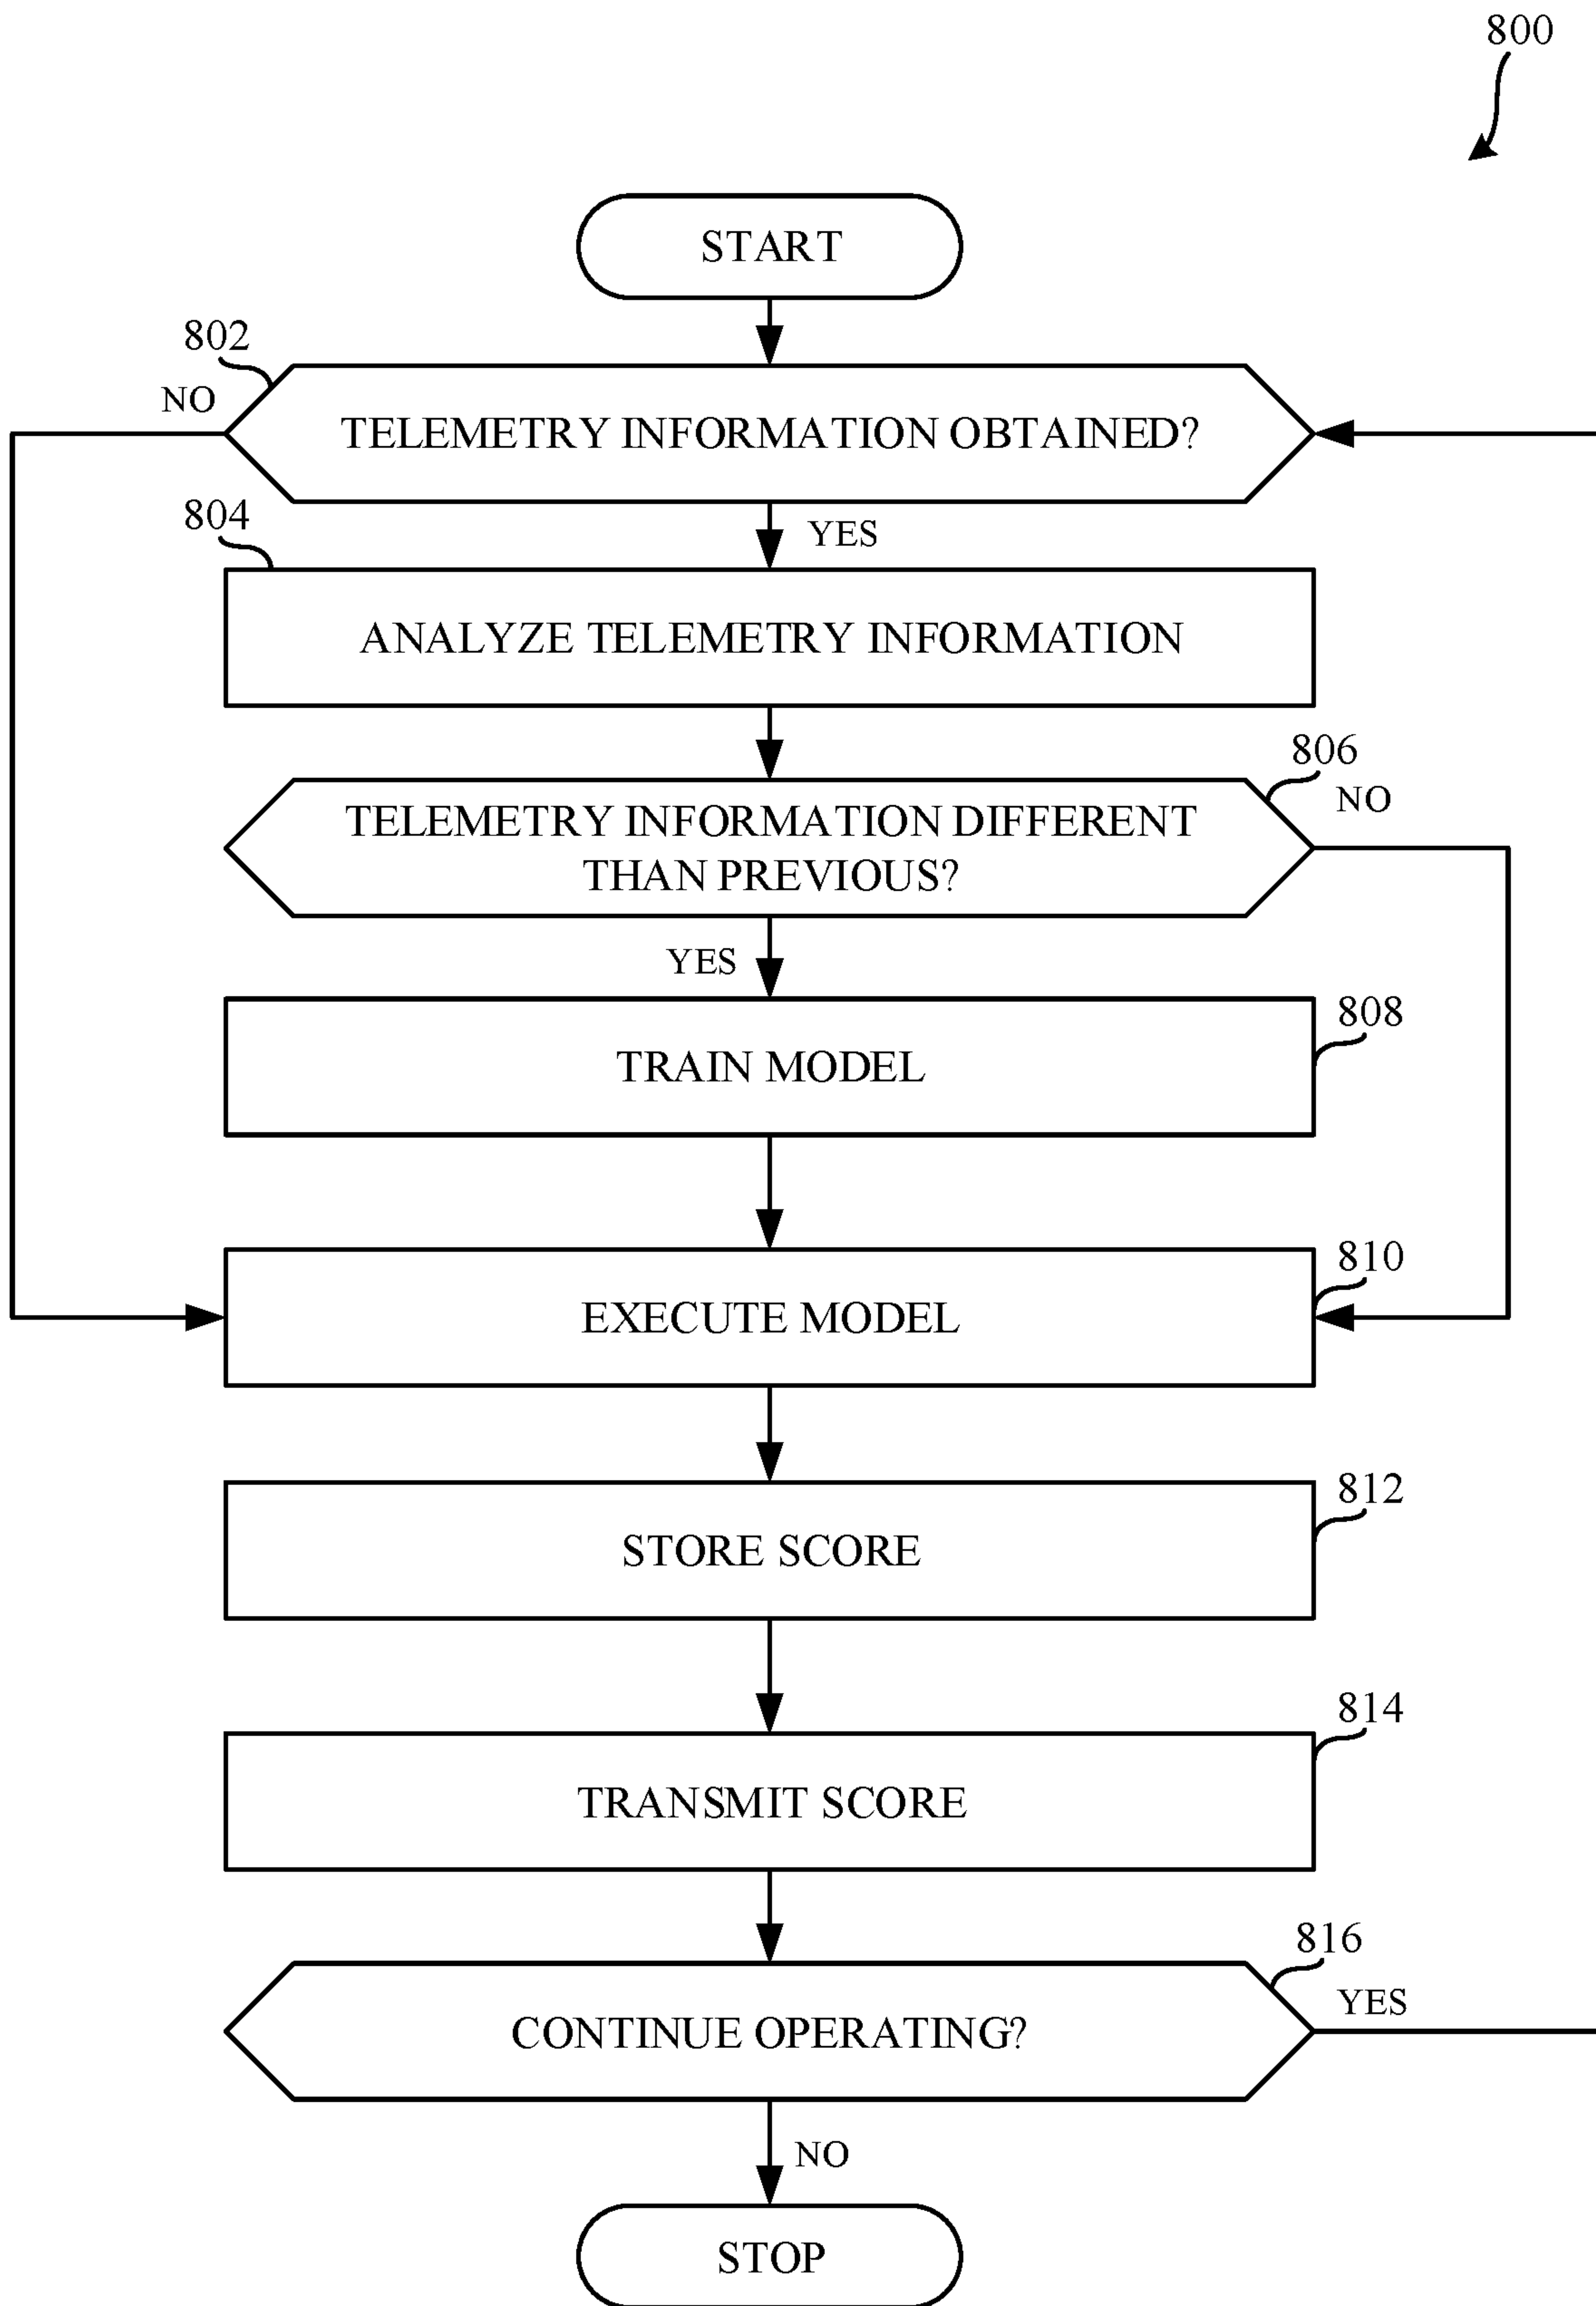 800
START
802
NO
TELEMETRY INFORMATION OBTAINED?
804
YES
ANALYZE TELEMETRY INFORMATION
806
NO
TELEMETRY INFORMATION DIFFERENT
THAN PREVIOUS?
YES
808
TRAIN MODEL
810
EXECUTE MODEL
812
STORE SCORE
814
TRANSMIT SCORE
816
YES
CONTINUE OPERATING?
NO
STOP